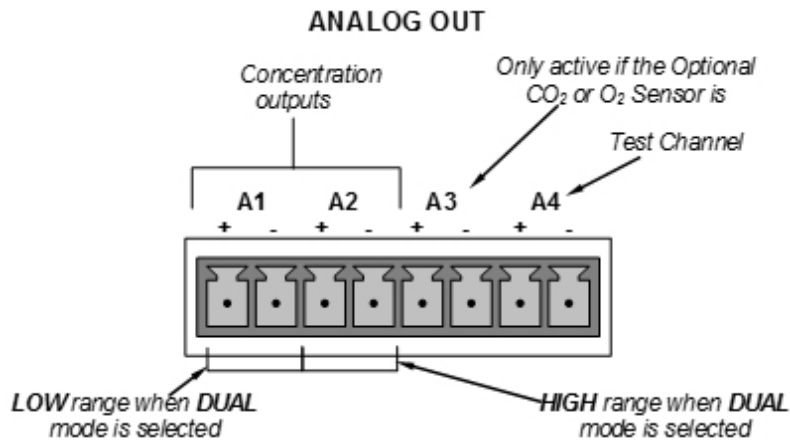 ANALOG OUT
Concentration
outputs
Only active if the Optional
CO₂ or O₂ Sensor is
Test Channel
A1 A2 A3 A4
+ - + - + - + -
LOW range when DUAL
mode is selected
HIGH range when DUAL
mode is selected